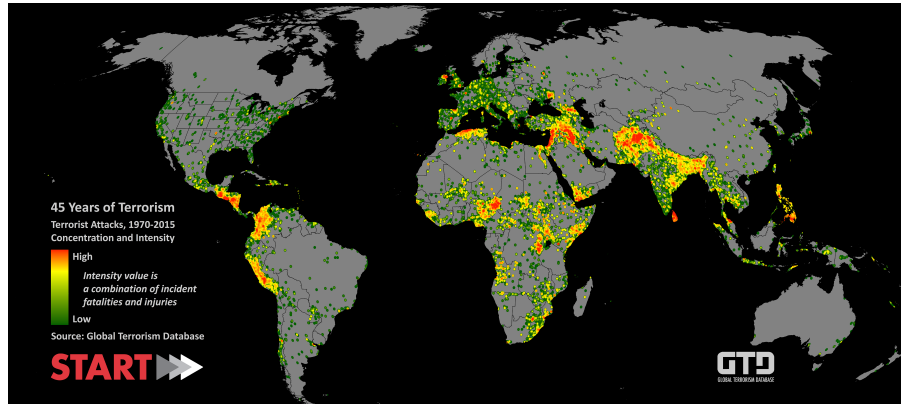 45 Years of Terrorism
Terrorist Attacks, 1970-2015
Concentration and Intensity
High
Intensity value is
a combination of incident
fatalities and injuries
Low
Source: Global Terrorism Database
START
GTD
GLOBAL TERRORISM DATABASE